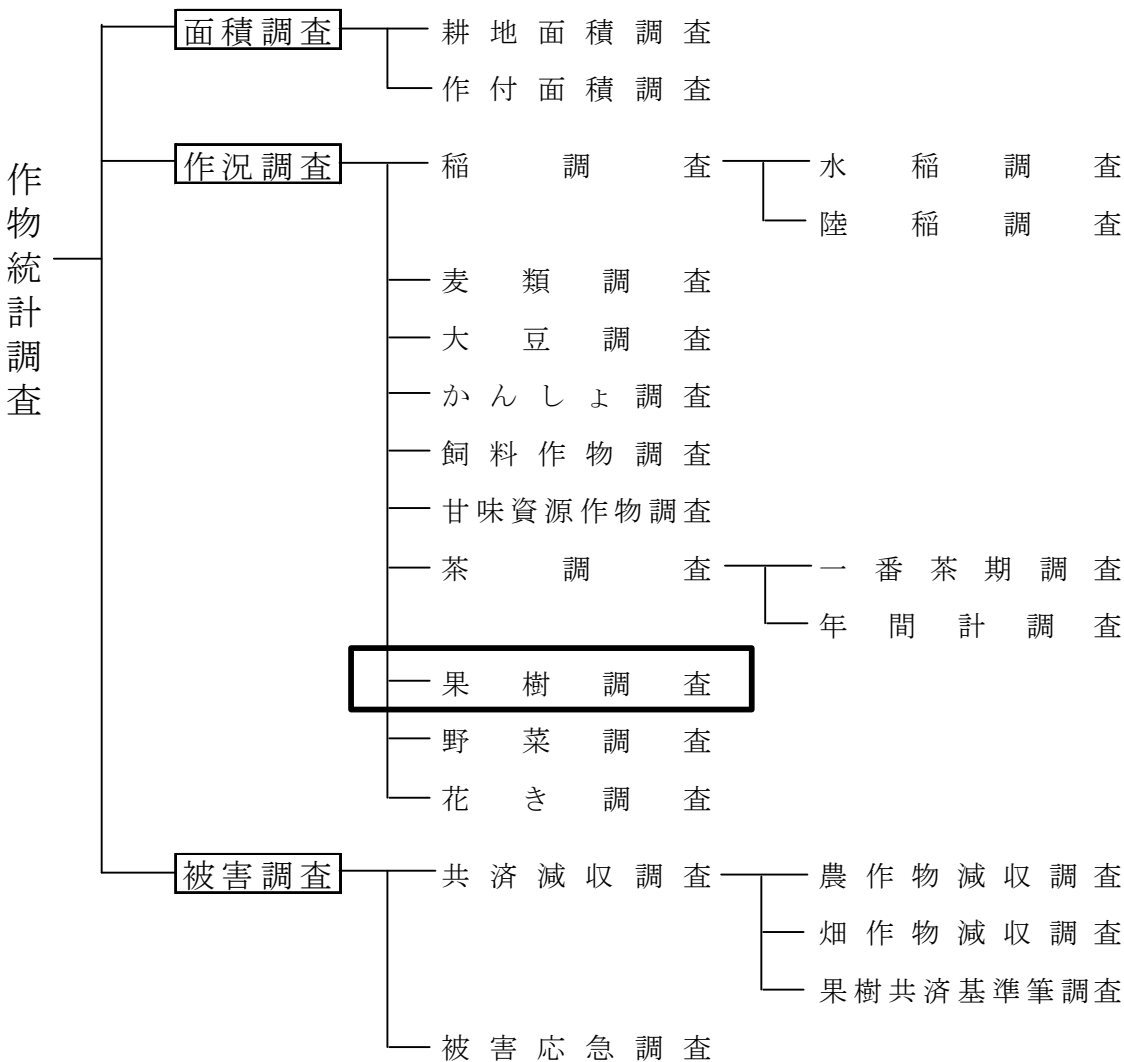 作物統計調査
面積調査
耕地面積調査
作付面積調査
作況調査
稲調査
水稲調査
陸稲調査
麦類調査
大豆調査
かんしょ調査
飼料作物調査
甘味資源作物調査
茶調査
一番茶期調査
年間計調査
果樹調査
野菜調査
花き調査
被害調査
共済減収調査
農作物減収調査
畑作物減収調査
果樹共済基準筆調査
被害応急調査